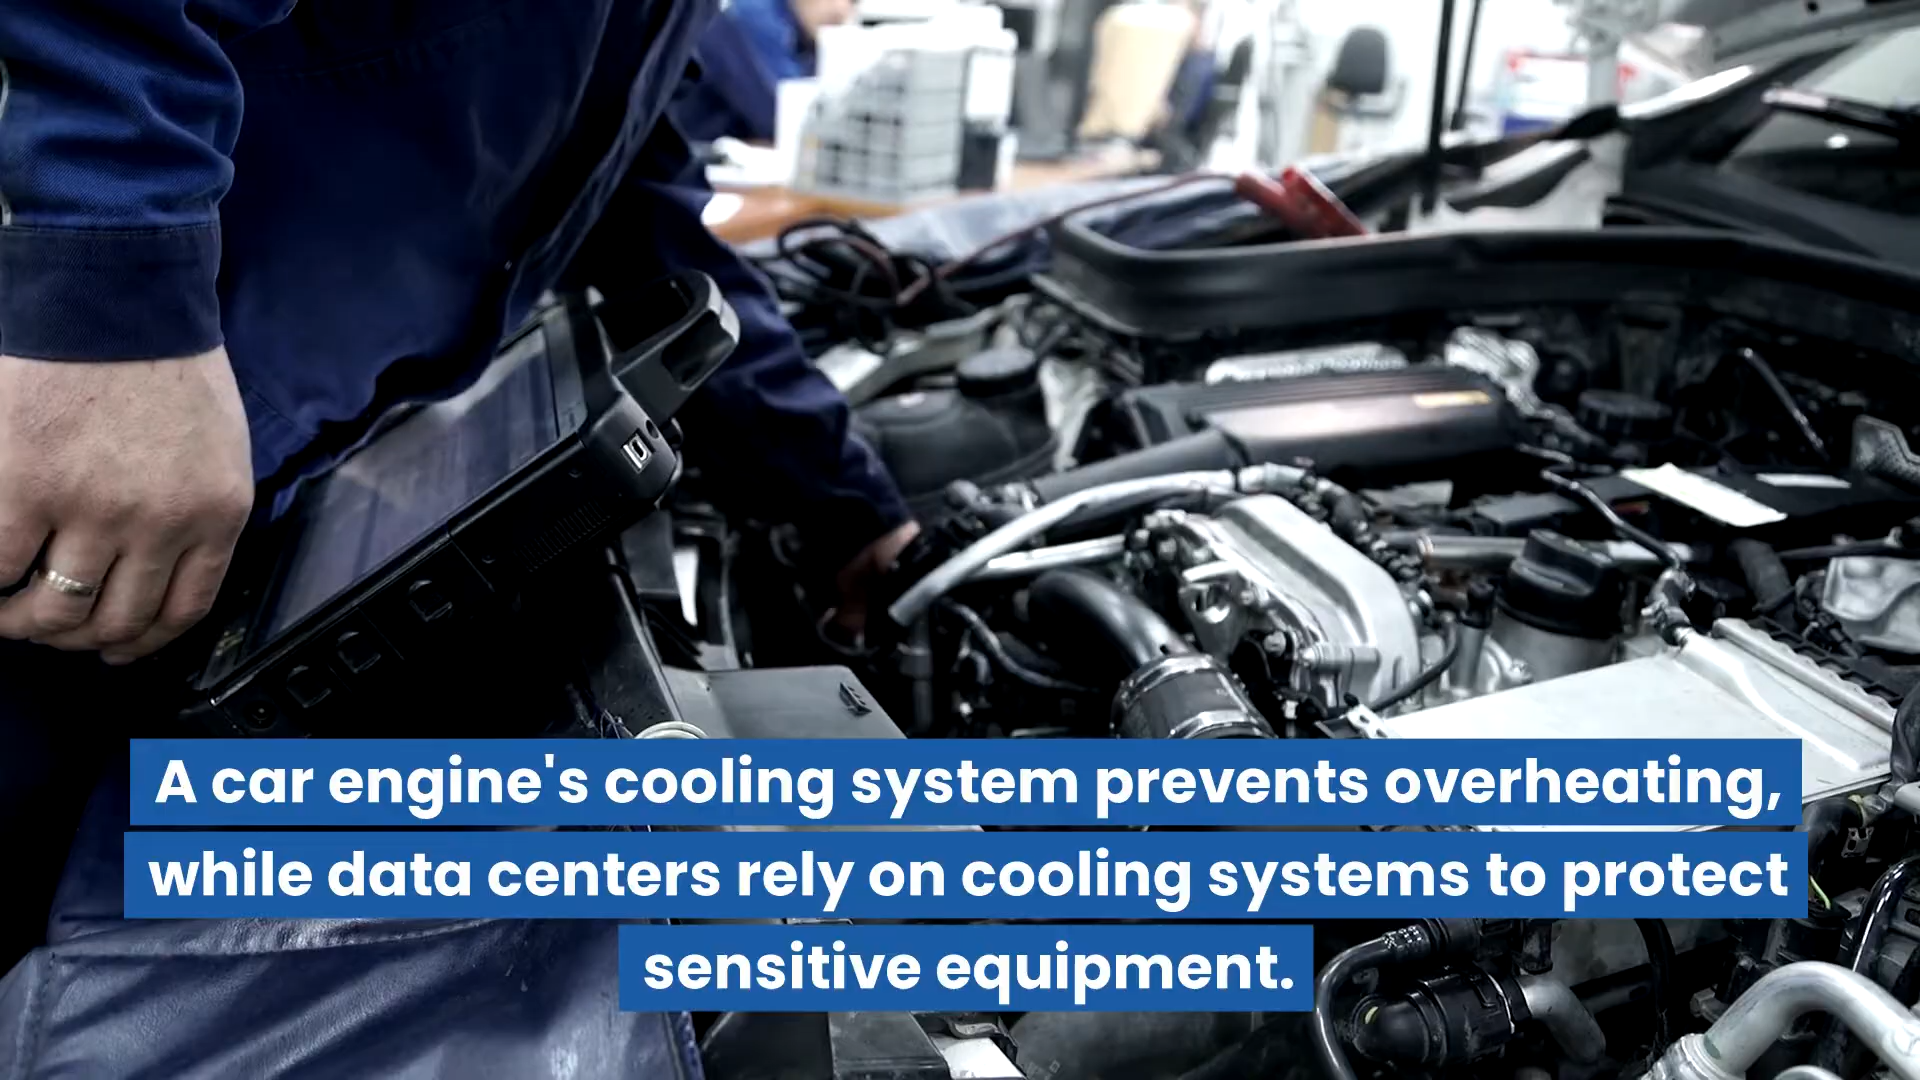 A car engine's cooling system prevents overheating,
while data centers rely on cooling systems to protect
sensitive equipment.